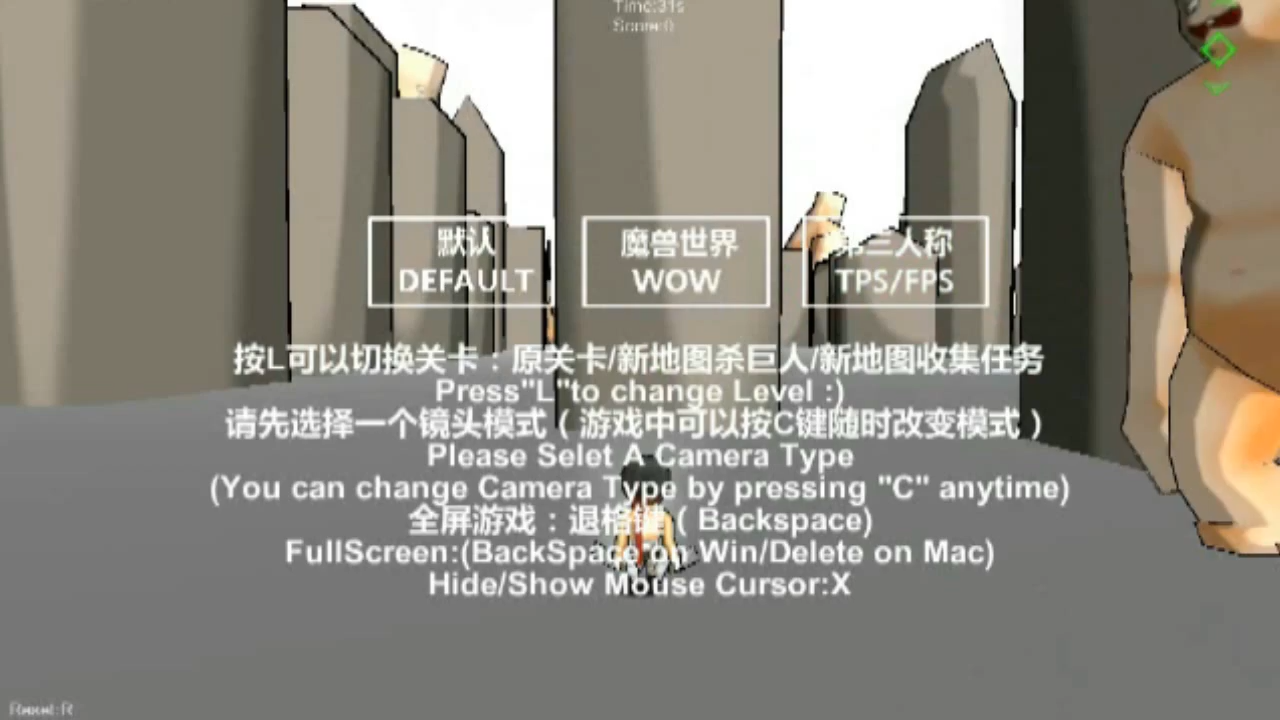 Time:31s
Score:0
默认
DEFAULT
魔兽世界
WOW
第三人称
TPS/FPS
按L可以切换关卡：原关卡/新地图杀巨人/新地图收集任务
Press"L"to change Level :)
请先选择一个镜头模式（游戏中可以按C键随时改变模式）
Please Selet A Camera Type
(You can change Camera Type by pressing "C" anytime)
全屏游戏：退格键（Backspace)
FullScreen:(BackSpace on Win/Delete on Mac)
Hide/Show Mouse Cursor:X
Reset:R